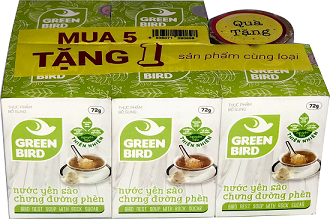 GREEN
BIRD
MUA 5
TẶNG 1
sản phẩm cùng loại
Quà
Tặng
GREEN
BIRD
THỰC PHẨM
BỔ SUNG
72g
GREEN
BIRD
THIÊN NHIÊN
nước yến sào
chưng đường phèn
BIRD NEST SOUP WITH ROCK SUGAR
THỰC PHẨM
BỔ SUNG
72g
GREEN
BIRD
THIÊN NHIÊN
nước yến sào
chưng đường phèn
BIRD NEST SOUP WITH ROCK SUGAR
THỰC PHẨM
BỔ SUNG
72g
GREEN
BIRD
THIÊN NHIÊN
nước yến sào
chưng đường phèn
BIRD NEST SOUP WITH ROCK SUGAR